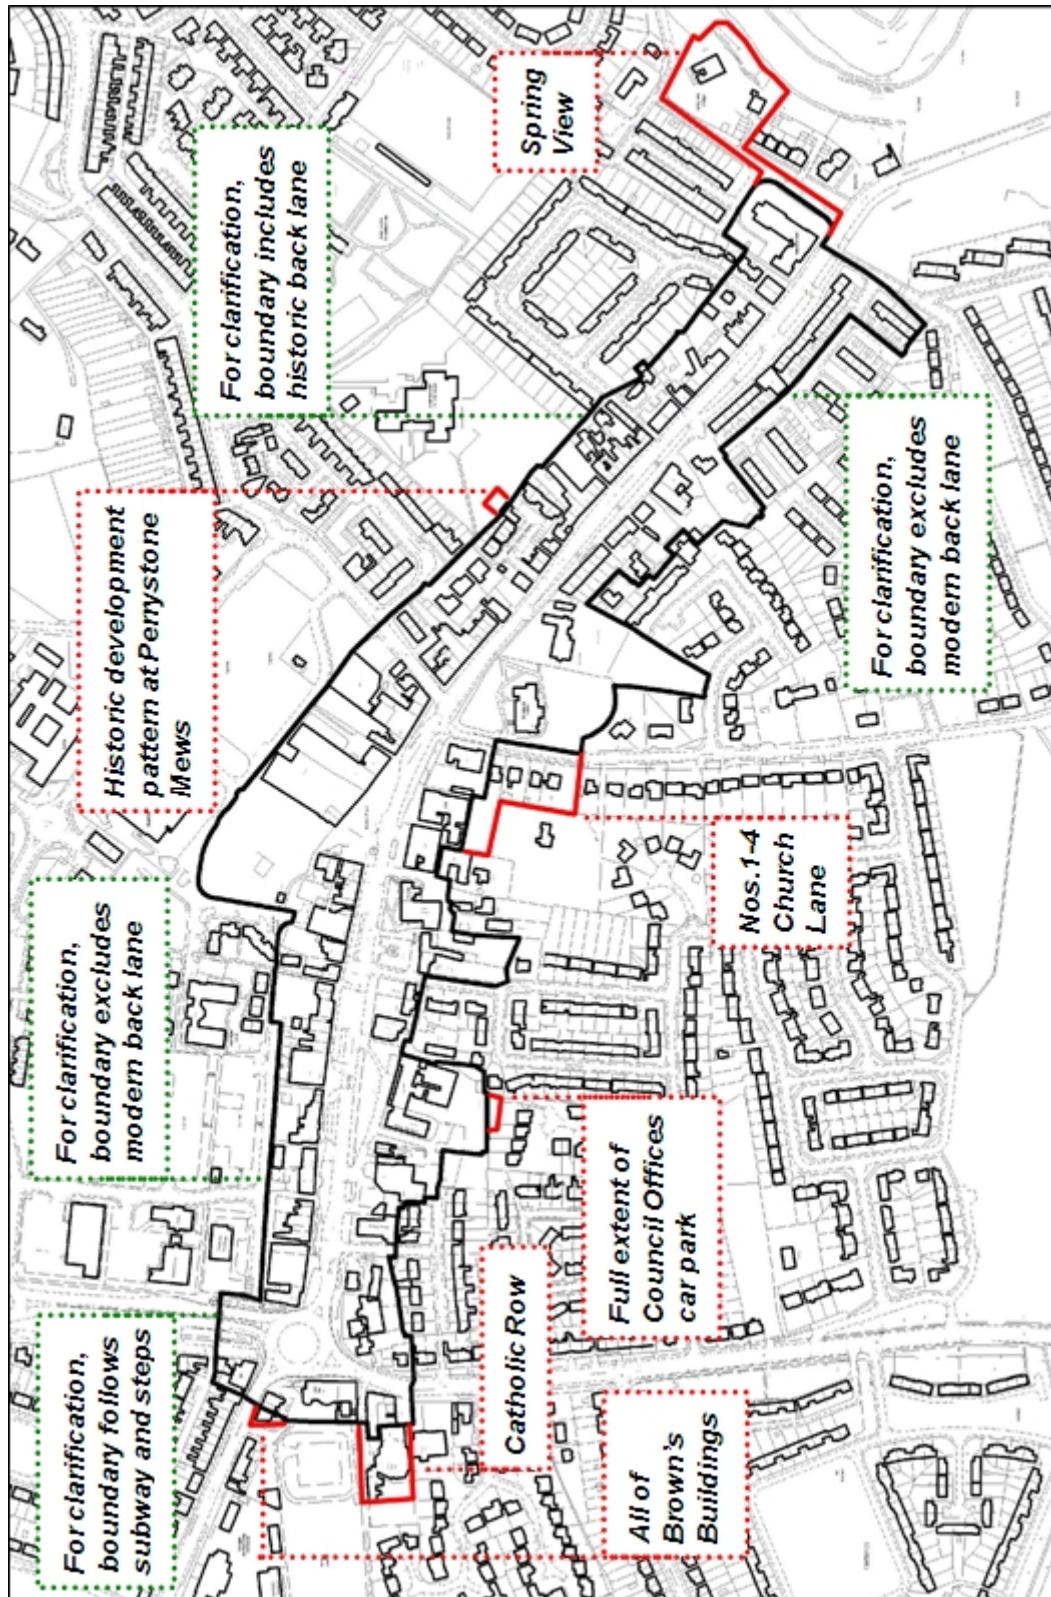 For clarification,
boundary follows
subway and steps
For clarification,
boundary excludes
modern back lane
Historic development
pattern at Perrystone
Mews
For clarification,
boundary includes
historic back lane
Spring
View
All of
Brown's
Buildings
Catholic Row
Full extent of
Council Offices
car park
Nos.1-4
Church
Lane
For clarification,
boundary excludes
modern back lane